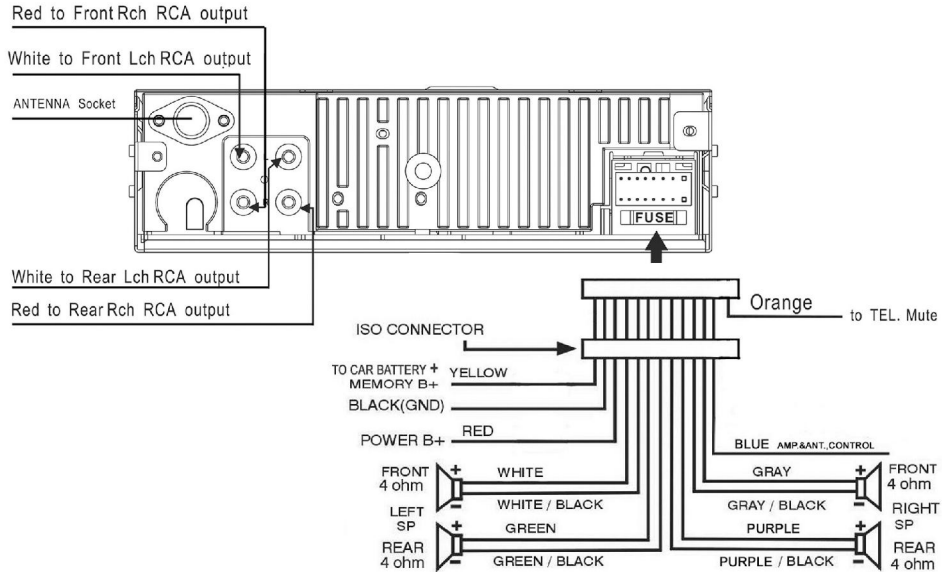 Red to Front Rch RCA output
White to Front Lch RCA output
ANTENNA Socket
FUSE
White to Rear Lch RCA output
Red to Rear Rch RCA output
Orange
to TEL. Mute
ISO CONNECTOR
TO CAR BATTERY +
MEMORY B+
YELLOW
BLACK(GND)
POWER B+
RED
BLUE AMP.&ANT.,CONTROL
FRONT
4 ohm
+
-
WHITE
WHITE / BLACK
LEFT
SP
REAR
4 ohm
+
-
GREEN
GREEN / BLACK
GRAY
GRAY / BLACK
+
-
FRONT
4 ohm
RIGHT
SP
PURPLE
PURPLE / BLACK
+
-
REAR
4 ohm